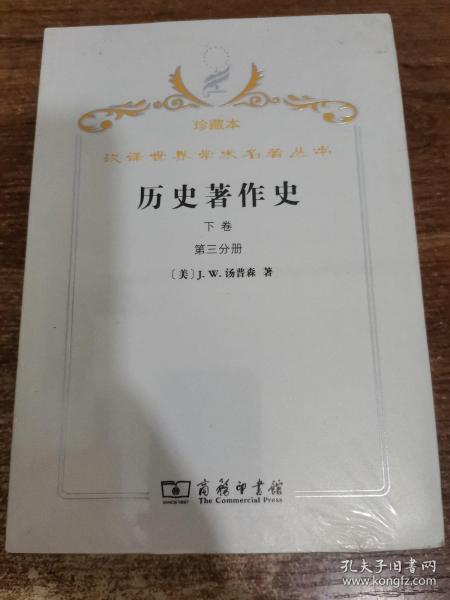 珍藏本
汉译世界学术名著丛书
历史著作史
下卷
第三分册
〔美〕J. W. 汤普森 著
SINCE 1897
商务印书馆
The Commercial Press
孔夫子旧书网
www.kongfz.com